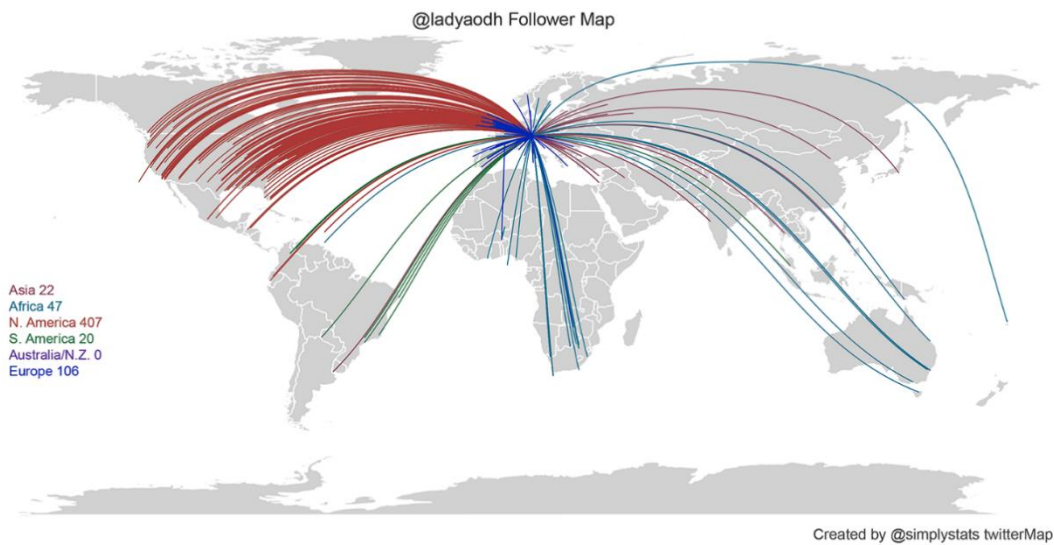 @ladyaodh Follower Map
Asia 22
Africa 47
N. America 407
S. America 20
Australia/N.Z. 0
Europe 106
Created by @simplystats twitterMap